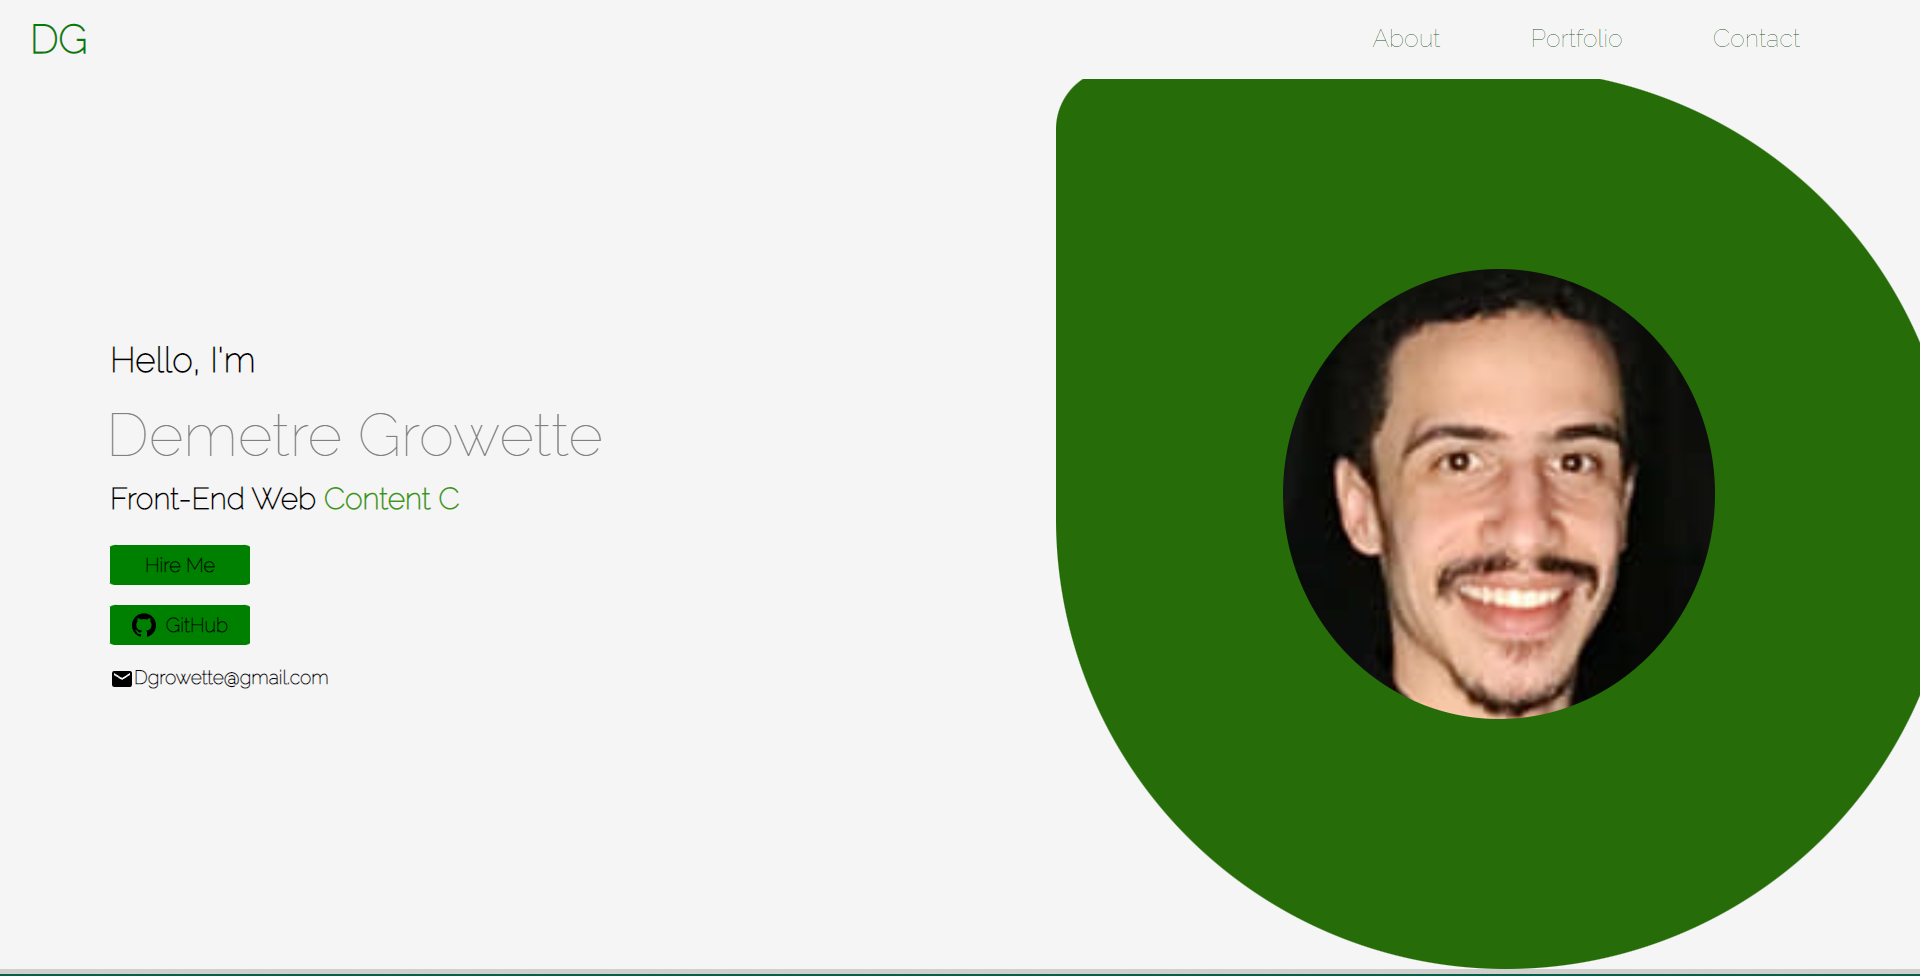 DG
About Portfolio Contact
Hello, I'm
Demetre Growette
Front-End Web Content C
Hire Me
GitHub
Dgrowette@gmail.com